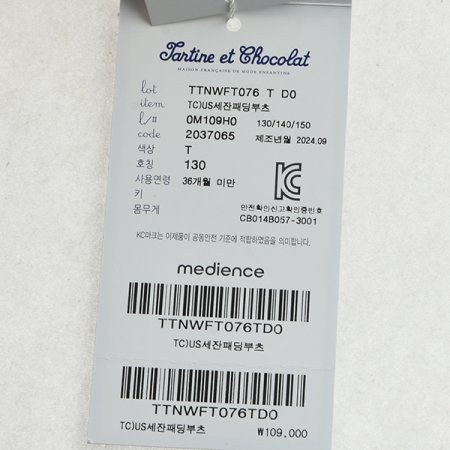 Tartine et Chocolat
MAISON FRANÇAISE DE MODE ENFANTINE
lot TTNWFT076 T D0
item TC)US세잔패딩부츠
l/# 0M109H0 130/140/150
code 2037065 제조년월 2024.09
색상 T
호칭 130
사용연령 36개월 미만
키
몸무게
KC
안전확인신고확인증번호
CB014B057-3001
KC마크는 이제품이 공동안전 기준에 적합하였음을 의미합니다.
medience
TTNWFT076TD0
TC)US세잔패딩부츠
TTNWFT076TD0
TC)US세잔패딩부츠 ₩109,000